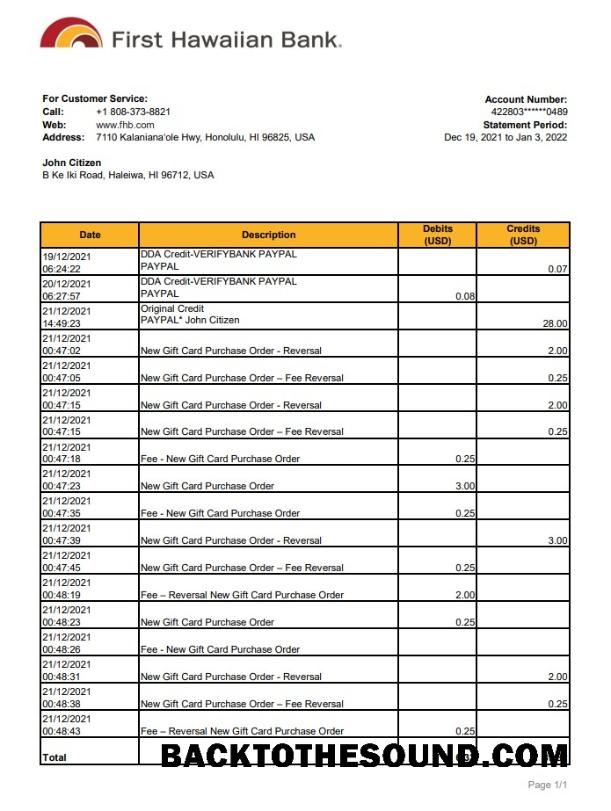 First Hawaiian Bank.
For Customer Service:
Call: +1 808-373-8821
Web: www.fhb.com
Address: 7110 Kalaniana'ole Hwy, Honolulu, HI 96825, USA
Account Number:
422803******0489
Statement Period:
Dec 19, 2021 to Jan 3, 2022
John Citizen
B Ke Iki Road, Haleiwa, HI 96712, USA
Date Description Debits (USD) Credits (USD)
19/12/2021 DDA Credit-VERIFYBANK PAYPAL
06:24:22 PAYPAL 0.07
20/12/2021 DDA Credit-VERIFYBANK PAYPAL
06:27:57 PAYPAL 0.08
21/12/2021 Original Credit
14:49:23 PAYPAL* John Citizen 28.00
21/12/2021
00:47:02 New Gift Card Purchase Order - Reversal 2.00
21/12/2021
00:47:05 New Gift Card Purchase Order – Fee Reversal 0.25
21/12/2021
00:47:15 New Gift Card Purchase Order - Reversal 2.00
21/12/2021
00:47:15 New Gift Card Purchase Order – Fee Reversal 0.25
21/12/2021
00:47:18 Fee - New Gift Card Purchase Order 0.25
21/12/2021
00:47:23 New Gift Card Purchase Order 3.00
21/12/2021
00:47:35 Fee - New Gift Card Purchase Order 0.25
21/12/2021
00:47:39 New Gift Card Purchase Order - Reversal 3.00
21/12/2021
00:47:45 New Gift Card Purchase Order – Fee Reversal 0.25
21/12/2021
00:48:19 Fee – Reversal New Gift Card Purchase Order 2.00
21/12/2021
00:48:23 New Gift Card Purchase Order 0.25
21/12/2021
00:48:26 Fee - New Gift Card Purchase Order
21/12/2021
00:48:31 New Gift Card Purchase Order - Reversal 2.00
21/12/2021
00:48:38 New Gift Card Purchase Order – Fee Reversal 0.25
21/12/2021
00:48:43 Fee – Reversal New Gift Card Purchase Order 0.25
Total
BACKTOTHESOUND.COM
Page 1/1